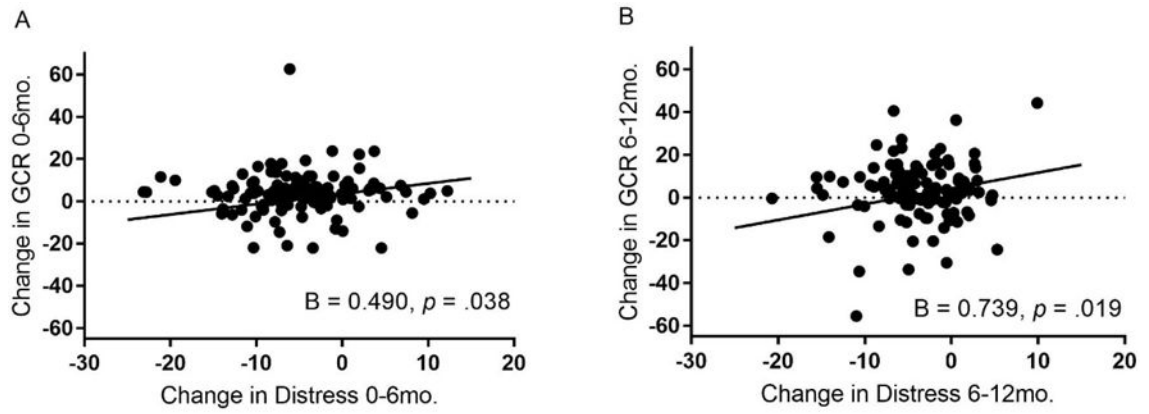 A
Change in GCR 0-6mo.
60
40
20
0
-20
-40
-60
-30 -20 -10 0 10 20
B = 0.490, p = .038
Change in Distress 0-6mo.
B
Change in GCR 6-12mo.
60
40
20
0
-20
-40
-60
-30 -20 -10 0 10 20
B = 0.739, p = .019
Change in Distress 6-12mo.